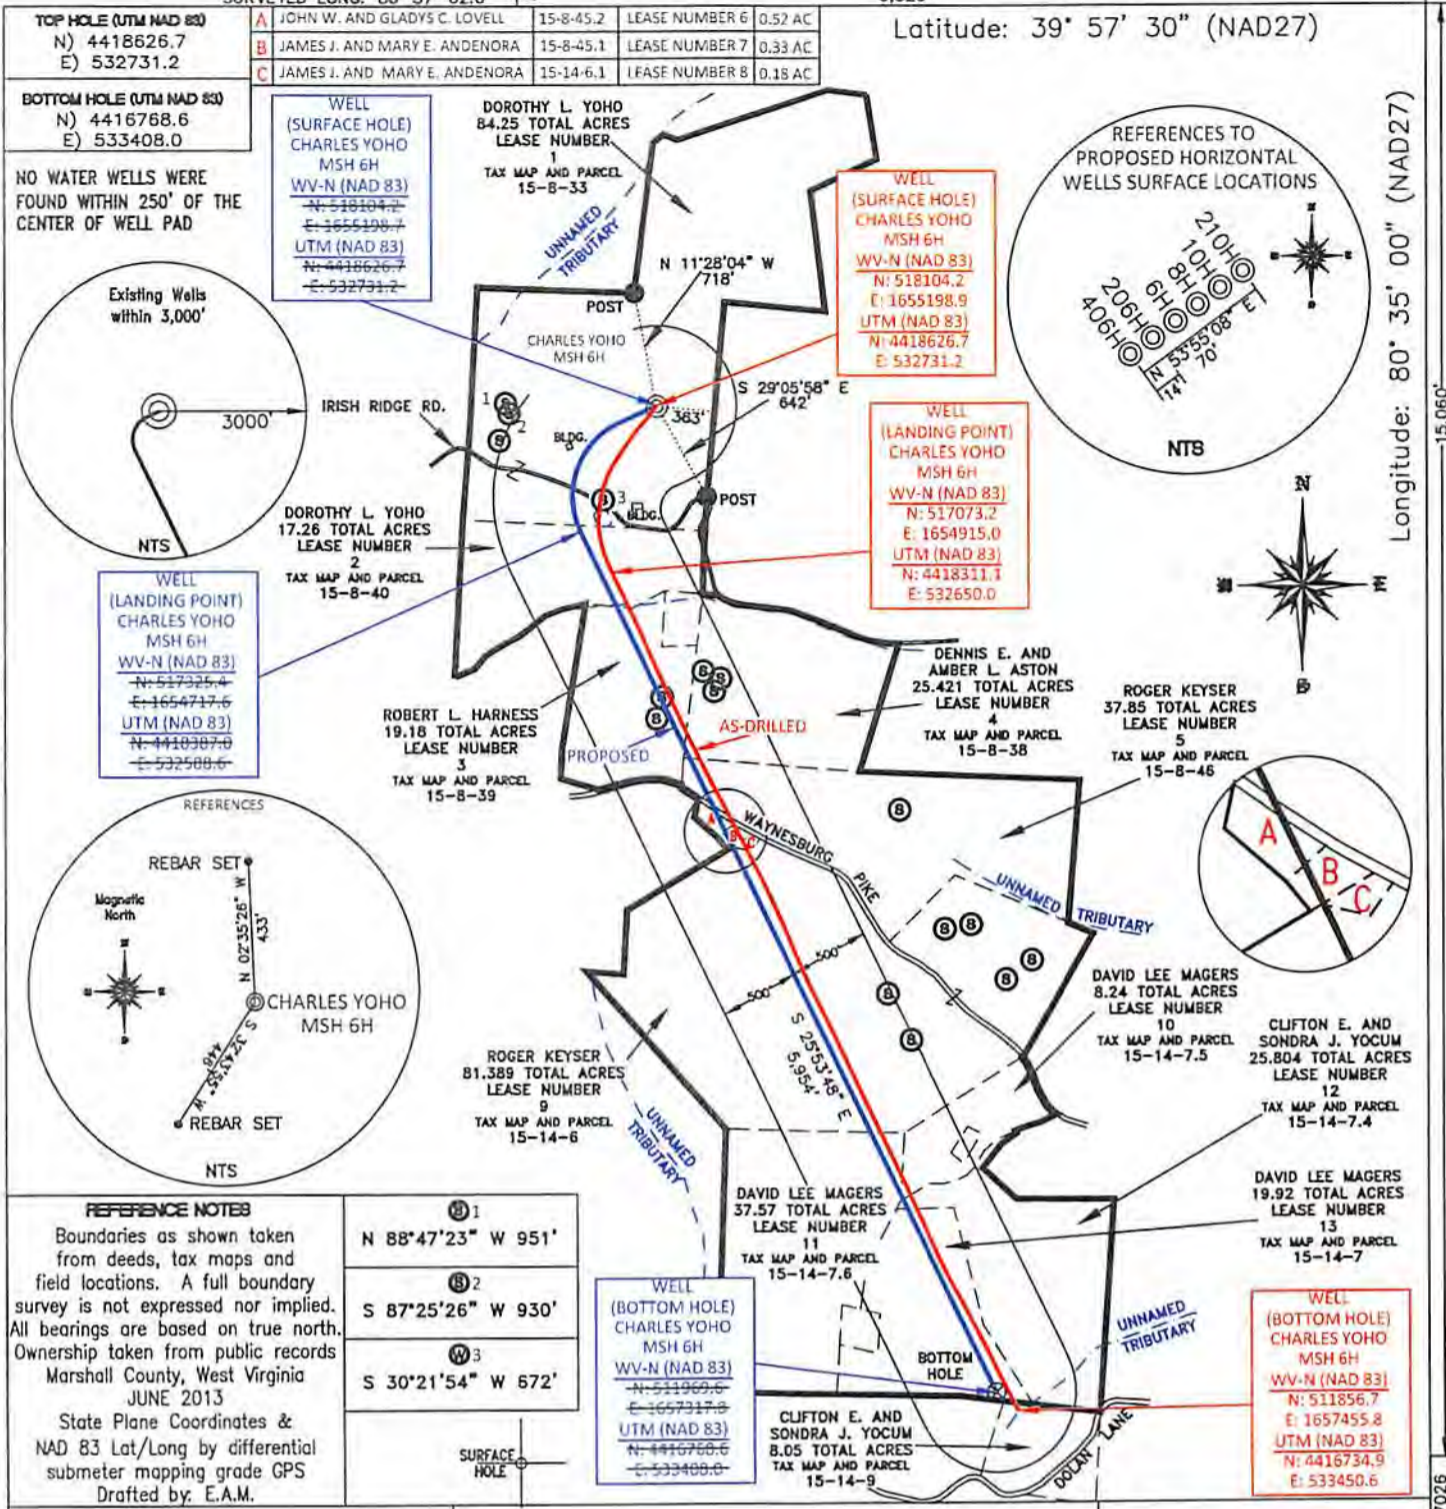 TOP HOLE (UTM NAD 83)
N) 4418626.7
E) 532731.2
BOTTOM HOLE (UTM NAD 83)
N) 4416768.6
E) 533408.0
A JOHN W. AND GLADYS C. LOVELL 15-8-45.2 LEASE NUMBER 6 0.52 AC
B JAMES J. AND MARY E. ANDENORA 15-8-45.1 LEASE NUMBER 7 0.33 AC
C JAMES J. AND MARY E. ANDENORA 15-14-6.1 LEASE NUMBER 8 0.18 AC
Latitude: 39° 57' 30" (NAD27)
Longitude: 80° 35' 00" (NAD27)
15,060'
NO WATER WELLS WERE
FOUND WITHIN 250' OF THE
CENTER OF WELL PAD
WELL
(SURFACE HOLE)
CHARLES YOHO
MSH 6H
WV-N (NAD 83)
N: 518104.2
E: 1655198.7
UTM (NAD 83)
N: 4418626.7
E: 532731.2
DOROTHY L. YOHO
84.25 TOTAL ACRES
LEASE NUMBER
1
TAX MAP AND PARCEL
15-8-33
UNNAMED
TRIBUTARY
N 11°28'04" W
718'
POST
CHARLES YOHO
MSH 6H
WELL
(SURFACE HOLE)
CHARLES YOHO
MSH 6H
WV-N (NAD 83)
N: 518104.2
E: 1655198.9
UTM (NAD 83)
N: 4418626.7
E: 532731.2
REFERENCES TO
PROPOSED HORIZONTAL
WELLS SURFACE LOCATIONS
210H
10H
8H
6H
206H
406H
N 53°55'08" E
14'
70'
NTS
Existing Wells
within 3,000'
3000'
NTS
IRISH RIDGE RD.
1
2
BLDG.
363'
S 29°05'58" E
642'
3
BLDG.
POST
DOROTHY L. YOHO
17.26 TOTAL ACRES
LEASE NUMBER
2
TAX MAP AND PARCEL
15-8-40
WELL
(LANDING POINT)
CHARLES YOHO
MSH 6H
WV-N (NAD 83)
N: 517073.2
E: 1654915.0
UTM (NAD 83)
N: 4418311.1
E: 532650.0
WELL
(LANDING POINT)
CHARLES YOHO
MSH 6H
WV-N (NAD 83)
N: 517325.4
E: 1654717.6
UTM (NAD 83)
N: 4418387.0
E: 532588.6
N
E
S
ROBERT L. HARNESS
19.18 TOTAL ACRES
LEASE NUMBER
3
TAX MAP AND PARCEL
15-8-39
PROPOSED
AS-DRILLED
DENNIS E. AND
AMBER L. ASTON
25.421 TOTAL ACRES
LEASE NUMBER
4
TAX MAP AND PARCEL
15-8-38
ROGER KEYSER
37.85 TOTAL ACRES
LEASE NUMBER
5
TAX MAP AND PARCEL
15-8-46
A
B
C
WAYNESBURG
PIKE
UNNAMED TRIBUTARY
A
B
C
REFERENCES
REBAR SET
Magnetic
North
N 02°35'26" W
433'
CHARLES YOHO
MSH 6H
S 32°43'55" W
446'
REBAR SET
NTS
500'
500'
S 25°53'48" E
5,954'
ROGER KEYSER
81.389 TOTAL ACRES
LEASE NUMBER
9
TAX MAP AND PARCEL
15-14-6
UNNAMED
TRIBUTARY
DAVID LEE MAGERS
8.24 TOTAL ACRES
LEASE NUMBER
10
TAX MAP AND PARCEL
15-14-7.5
CLIFTON E. AND
SONDRA J. YOCUM
25.804 TOTAL ACRES
LEASE NUMBER
12
TAX MAP AND PARCEL
15-14-7.4
DAVID LEE MAGERS
37.57 TOTAL ACRES
LEASE NUMBER
11
TAX MAP AND PARCEL
15-14-7.6
DAVID LEE MAGERS
19.92 TOTAL ACRES
LEASE NUMBER
13
TAX MAP AND PARCEL
15-14-7
REFERENCE NOTES
Boundaries as shown taken
from deeds, tax maps and
field locations. A full boundary
survey is not expressed nor implied.
All bearings are based on true north.
Ownership taken from public records
Marshall County, West Virginia
JUNE 2013
State Plane Coordinates &
NAD 83 Lat/Long by differential
submeter mapping grade GPS
Drafted by: E.A.M.
S 1
N 88°47'23" W 951'
S 2
S 87°25'26" W 930'
W 3
S 30°21'54" W 672'
SURFACE
HOLE
WELL
(BOTTOM HOLE)
CHARLES YOHO
MSH 6H
WV-N (NAD 83)
N: 511969.6
E: 1657317.8
UTM (NAD 83)
N: 4416768.6
E: 533408.0
BOTTOM
HOLE
CLIFTON E. AND
SONDRA J. YOCUM
8.05 TOTAL ACRES
TAX MAP AND PARCEL
15-14-9
DOLAN LANE
UNNAMED
TRIBUTARY
WELL
(BOTTOM HOLE)
CHARLES YOHO
MSH 6H
WV-N (NAD 83)
N: 511856.7
E: 1657455.8
UTM (NAD 83)
N: 4416734.9
E: 533450.6